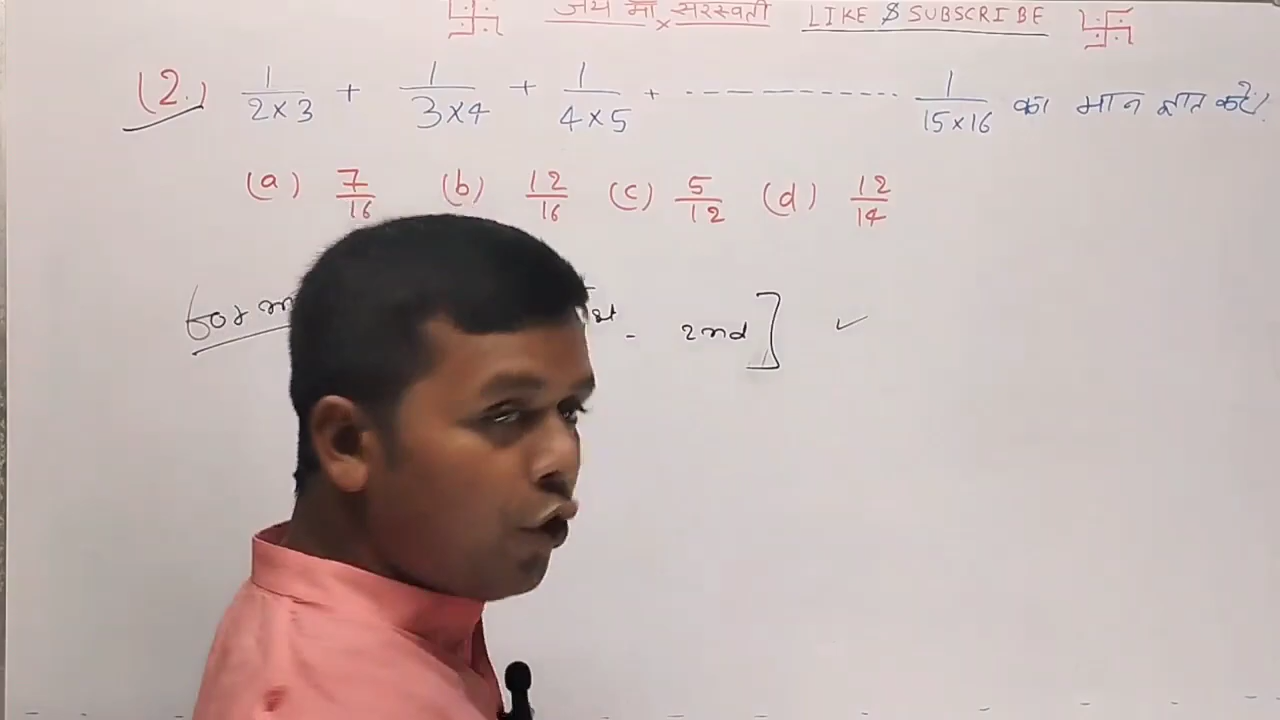 जय माँ सरस्वती LIKE & SUBSCRIBE
(2.) 1/2×3 + 1/3×4 + 1/4×5 + ---------- 1/15×16 का मान ज्ञात करें।
(a) 7/16 (b) 12/16 (c) 5/12 (d) 12/14
- 2nd ] ✓